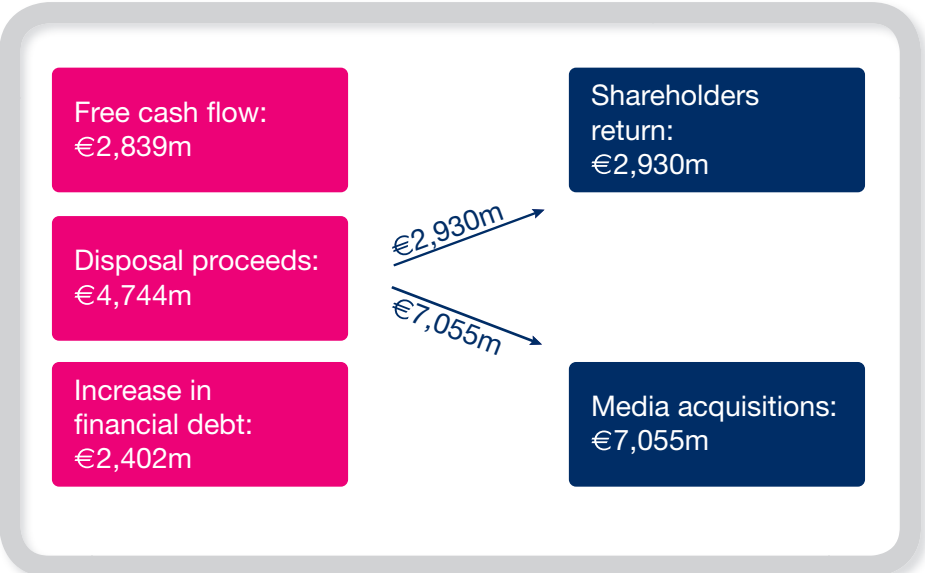 Free cash flow:
€2,839m
Disposal proceeds:
€4,744m
Increase in
financial debt:
€2,402m
€2,930m
€7,055m
Shareholders
return:
€2,930m
Media acquisitions:
€7,055m